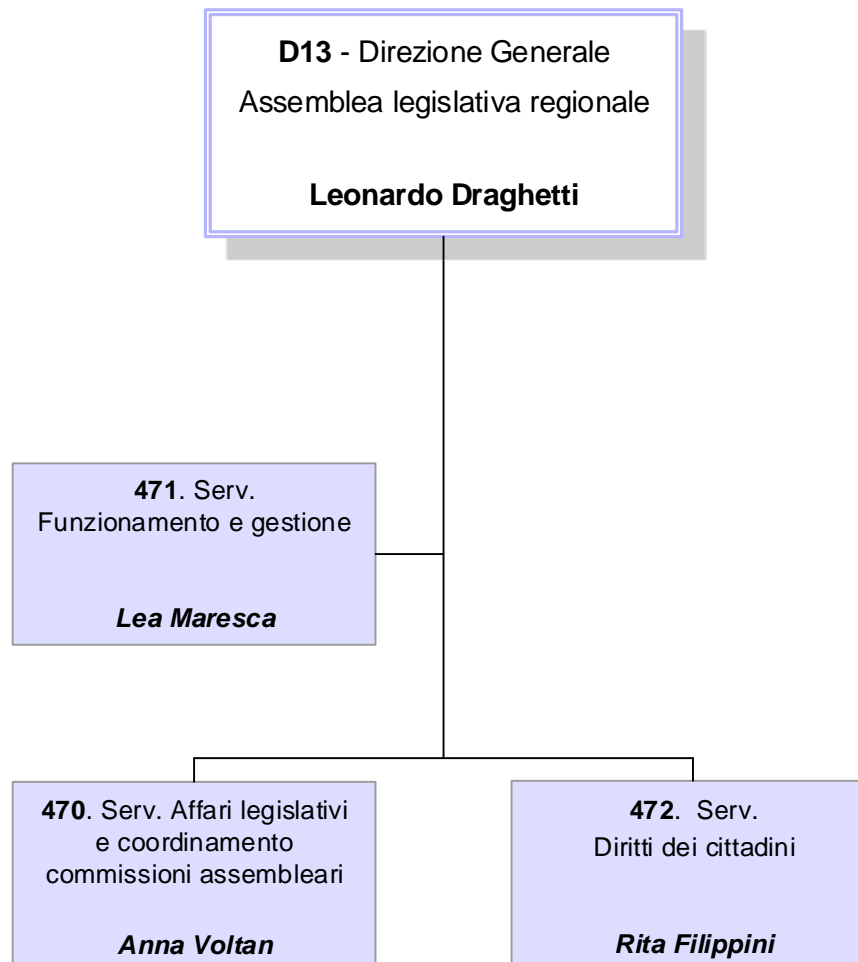 D13 - Direzione Generale
Assemblea legislativa regionale
Leonardo Draghetti
471. Serv.
Funzionamento e gestione
Lea Maresca
470. Serv. Affari legislativi
e coordinamento
commissioni assembleari
Anna Voltan
472. Serv.
Diritti dei cittadini
Rita Filippini